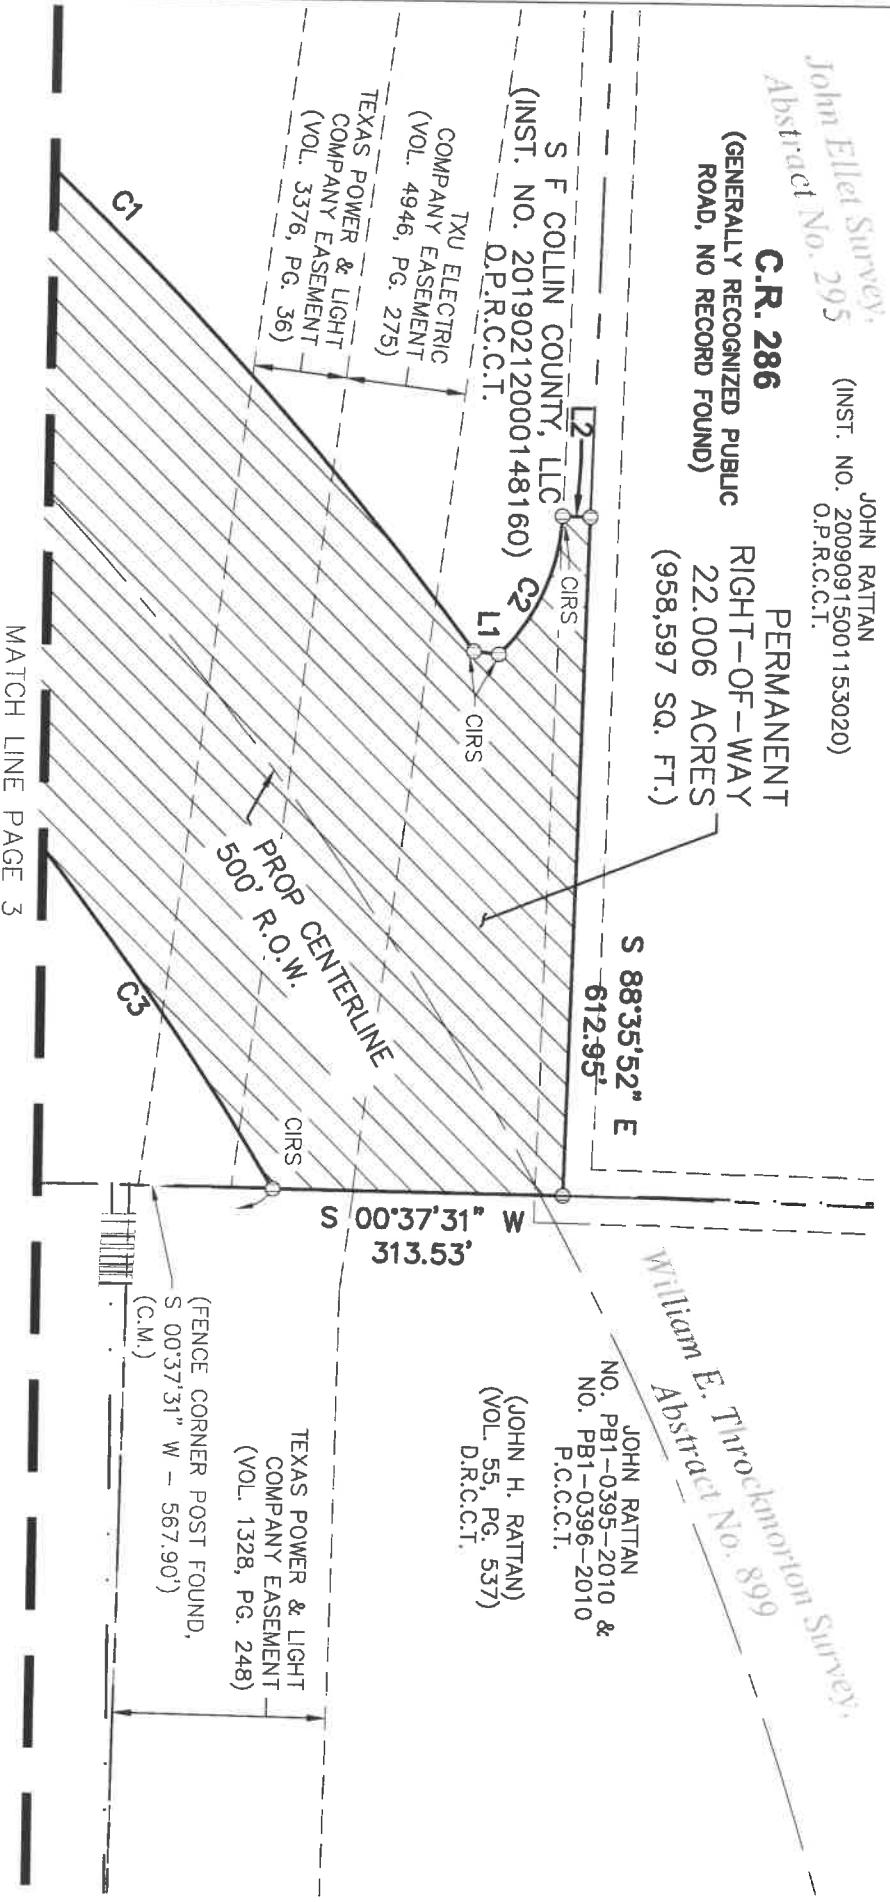 John Ellet Survey,
Abstract No. 295
JOHN RATTAN
(INST. NO. 20090915001153020)
O.P.R.C.C.T.
C.R. 286
(GENERALLY RECOGNIZED PUBLIC
ROAD, NO RECORD FOUND)
PERMANENT
RIGHT-OF-WAY
22.006 ACRES
(958,597 SQ. FT.)
S 88°35'52" E
612.95'
S F COLLIN COUNTY, LLC
(INST. NO. 20190212000148160)
O.P.R.C.C.T.
L2
CIRS
C2
L1
CIRS
TXU ELECTRIC
COMPANY EASEMENT
(VOL. 4946, PG. 275)
TEXAS POWER & LIGHT
COMPANY EASEMENT
(VOL. 3376, PG. 36)
C1
PROP CENTERLINE
500' R.O.W.
C3
CIRS
S 00°37'31" W
313.53'
William E. Throckmorton Survey,
Abstract No. 899
JOHN RATTAN
NO. PB1-0395-2010 &
NO. PB1-0396-2010
P.C.C.T.
(JOHN H. RATTAN)
(VOL. 55, PG. 537)
D.R.C.C.T.
TEXAS POWER & LIGHT
COMPANY EASEMENT
(VOL. 1328, PG. 248)
(FENCE CORNER POST FOUND,
S 00°37'31" W - 567.90')
(C.M.)
MATCH LINE PAGE 3